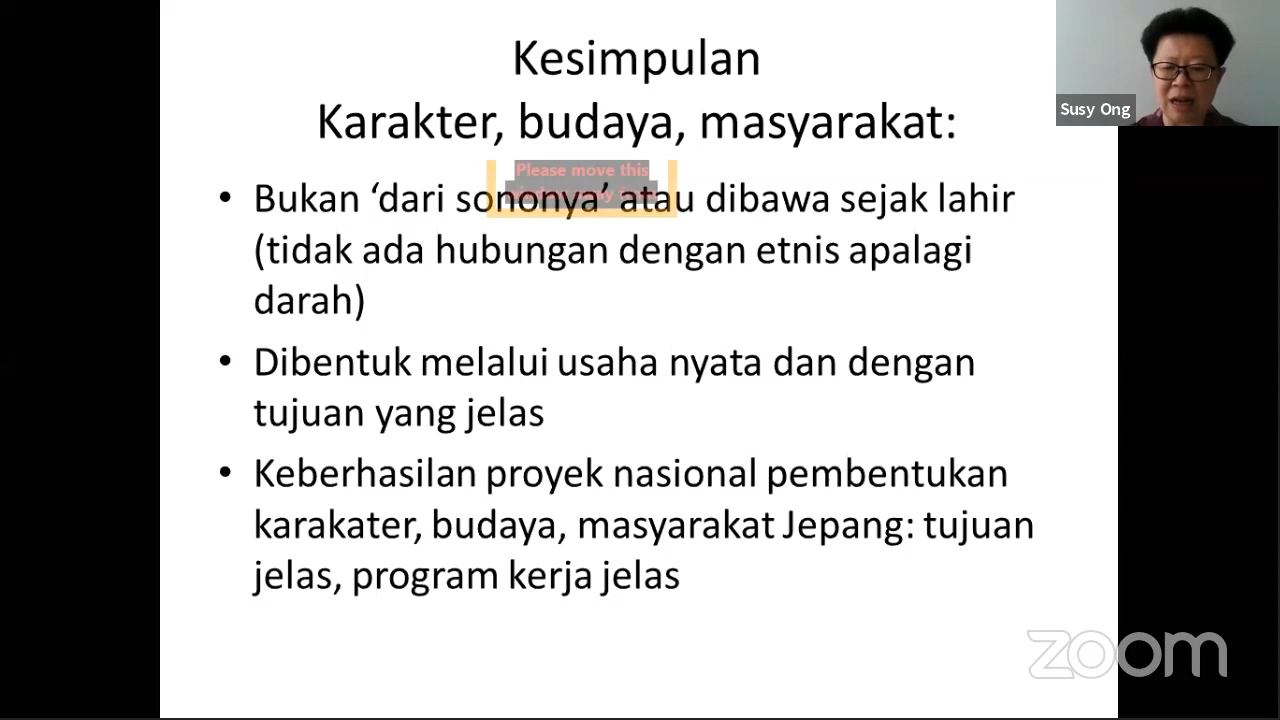 Kesimpulan
Karakter, budaya, masyarakat:
Please move this
• Bukan ‘dari sononya’ atau dibawa sejak lahir
(tidak ada hubungan dengan etnis apalagi
darah)
• Dibentuk melalui usaha nyata dan dengan
tujuan yang jelas
• Keberhasilan proyek nasional pembentukan
karakater, budaya, masyarakat Jepang: tujuan
jelas, program kerja jelas
Susy Ong
zoom